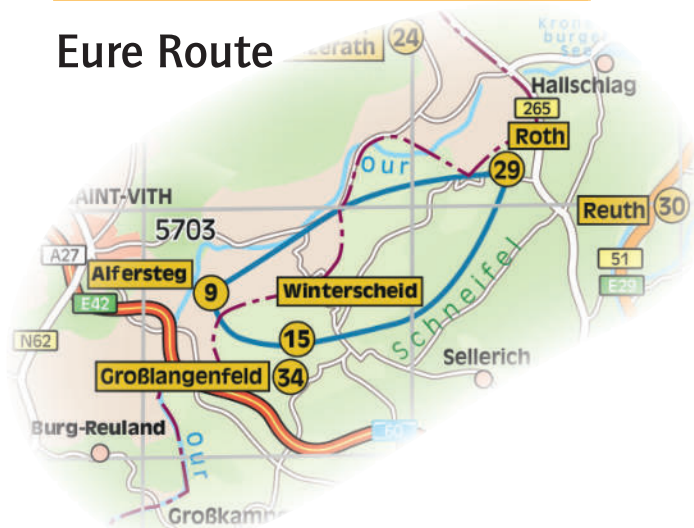 Eure Route
24
Hallschlag
265
Roth
Our
29
Reuth
30
5703
A27
51
Alfersteg
9
Winterscheid
E42
E29
15
Schneifel
N62
Sellerich
Großlangenfeld
34
Burg-Reuland
60
Our